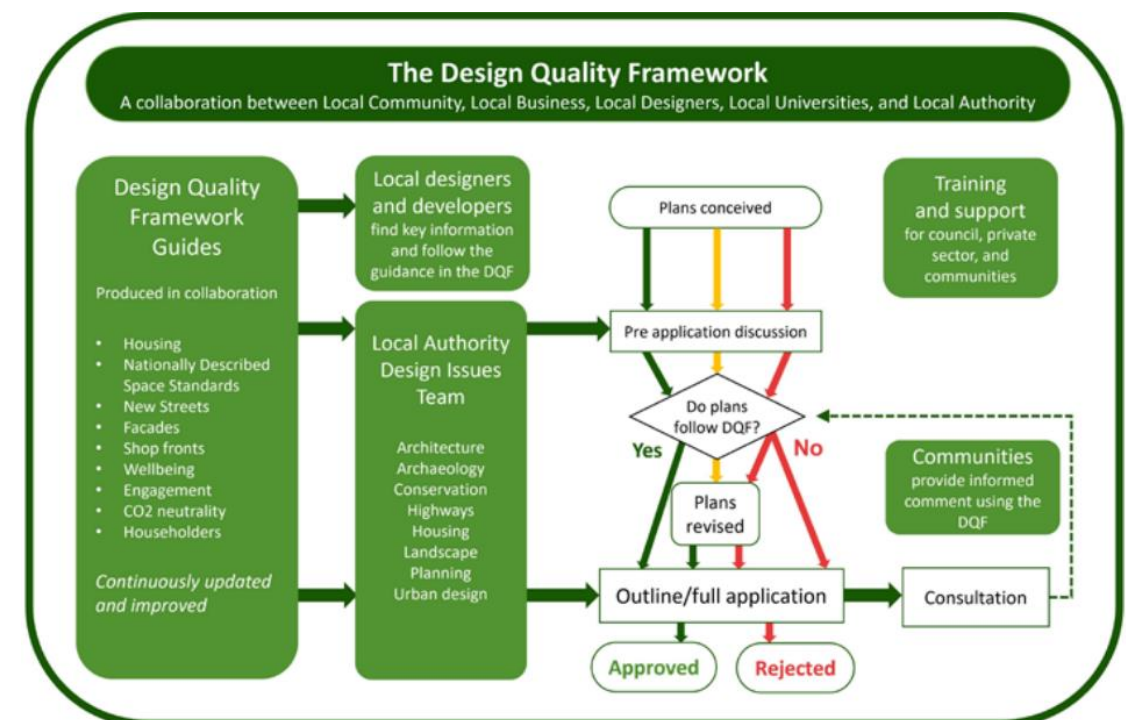 The Design Quality Framework
A collaboration between Local Community, Local Business, Local Designers, Local Universities, and Local Authority
Design Quality
Framework
Guides
Produced in collaboration
• Housing
• Nationally Described
Space Standards
• New Streets
• Facades
• Shop fronts
• Wellbeing
• Engagement
• CO2 neutrality
• Householders
Continuously updated
and improved
Local designers
and developers
find key information
and follow the
guidance in the DQF
Local Authority
Design Issues
Team
Architecture
Archaeology
Conservation
Highways
Housing
Landscape
Planning
Urban design
Plans conceived
Pre application discussion
Do plans
follow DQF?
Yes
No
Plans
revised
Outline/full application
Approved
Rejected
Training
and support
for council, private
sector, and
communities
Communities
provide informed
comment using the
DQF
Consultation